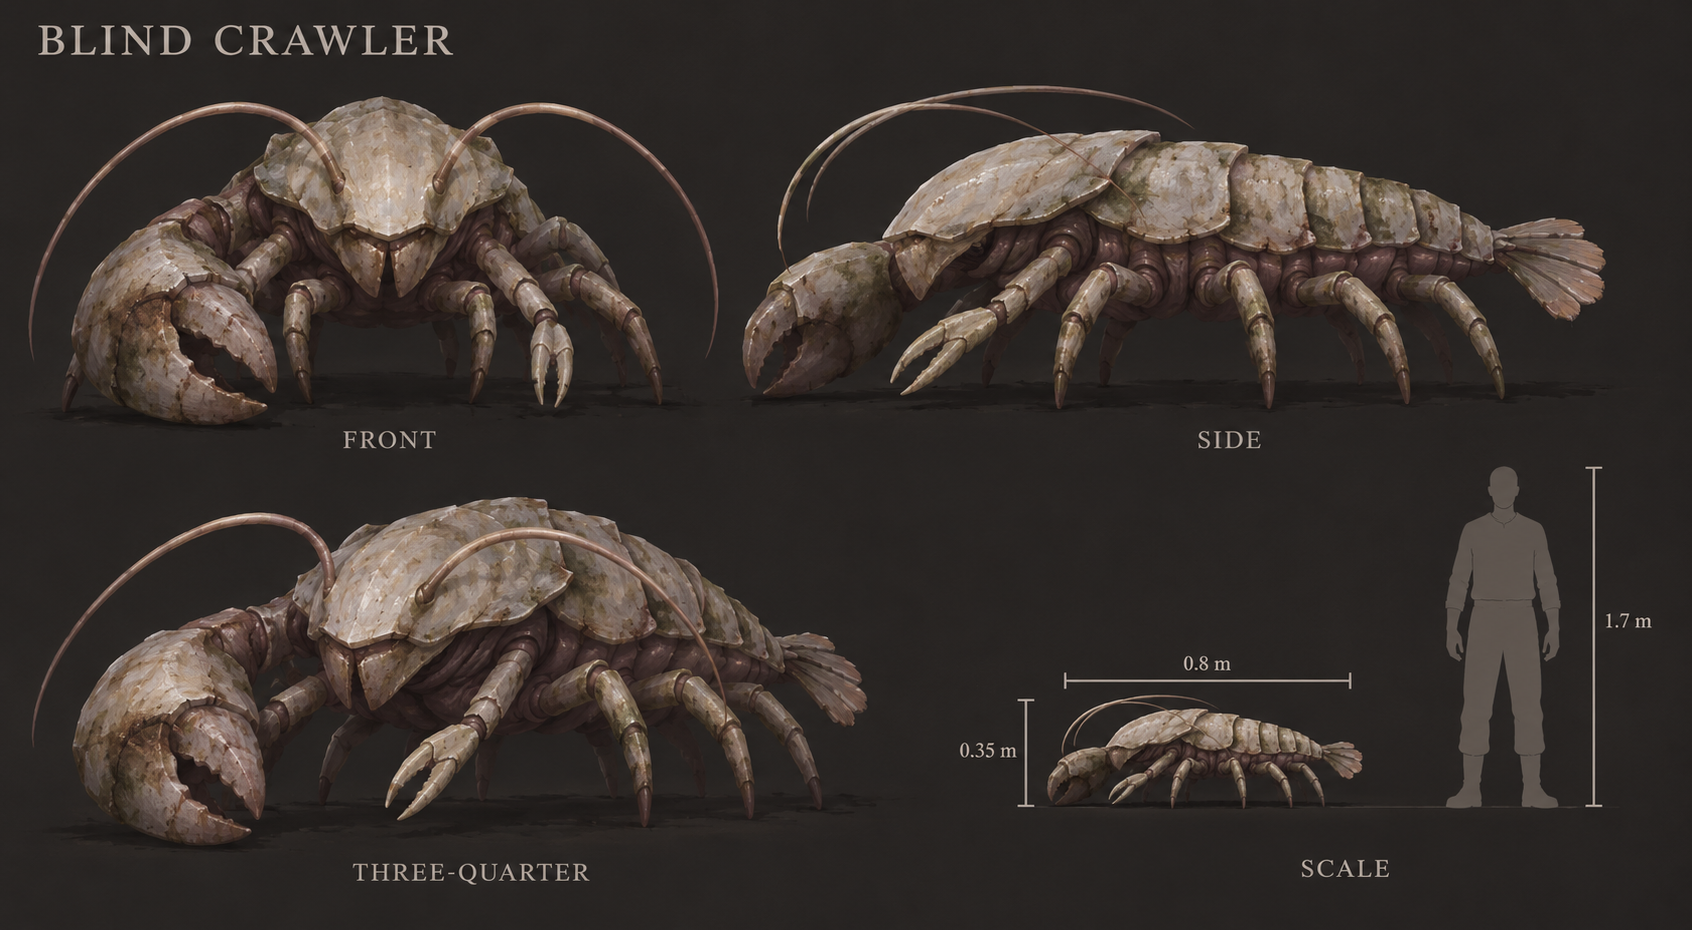 BLIND CRAWLER
FRONT
SIDE
THREE-QUARTER
0.8 m
0.35 m
1.7 m
SCALE